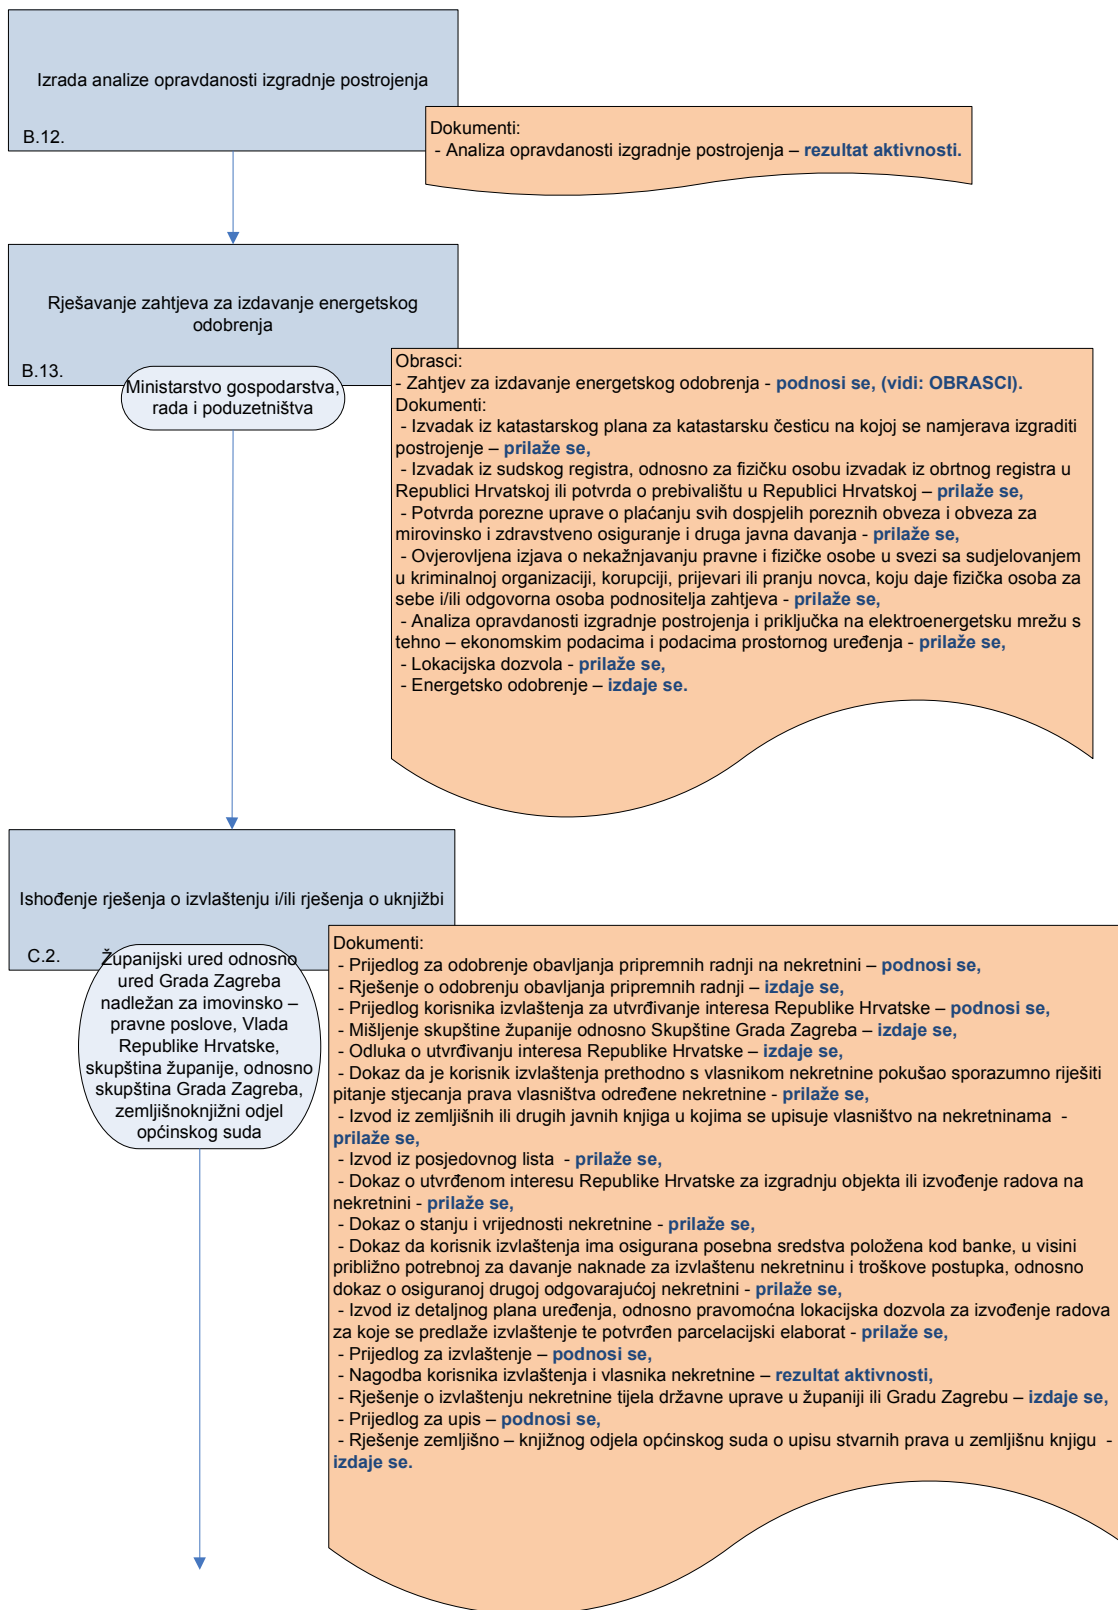 Izrada analize opravdanosti izgradnje postrojenja
B.12.
Dokumenti:
- Analiza opravdanosti izgradnje postrojenja – rezultat aktivnosti.
Rješavanje zahtjeva za izdavanje energetskog
odobrenja
B.13.
Ministarstvo gospodarstva,
rada i poduzetništva
Obrasci:
- Zahtjev za izdavanje energetskog odobrenja - podnosi se, (vidi: OBRASCI).
Dokumenti:
- Izvadak iz katastarskog plana za katastarsku česticu na kojoj se namjerava izgraditi
postrojenje – prilaže se,
- Izvadak iz sudskog registra, odnosno za fizičku osobu izvadak iz obrtnog registra u
Republici Hrvatskoj ili potvrda o prebivalištu u Republici Hrvatskoj – prilaže se,
- Potvrda porezne uprave o plaćanju svih dospjelih poreznih obveza i obveza za
mirovinsko i zdravstveno osiguranje i druga javna davanja - prilaže se,
- Ovjerovljena izjava o nekažnjavanju pravne i fizičke osobe u svezi sa sudjelovanjem
u kriminalnoj organizaciji, korupciji, prijevari ili pranju novca, koju daje fizička osoba za
sebe i/ili odgovorna osoba podnositelja zahtjeva - prilaže se,
- Analiza opravdanosti izgradnje postrojenja i priključka na elektroenergetsku mrežu s
tehno – ekonomskim podacima i podacima prostornog uređenja - prilaže se,
- Lokacijska dozvola - prilaže se,
- Energetsko odobrenje – izdaje se.
Ishođenje rješenja o izvlaštenju i/ili rješenja o uknjižbi
C.2.
Županijski ured odnosno
ured Grada Zagreba
nadležan za imovinsko –
pravne poslove, Vlada
Republike Hrvatske,
skupština županije, odnosno
skupština Grada Zagreba,
zemljišnoknjižni odjel
općinskog suda
Dokumenti:
- Prijedlog za odobrenje obavljanja pripremnih radnji na nekretnini – podnosi se,
- Rješenje o odobrenju obavljanja pripremnih radnji – izdaje se,
- Prijedlog korisnika izvlaštenja za utvrđivanje interesa Republike Hrvatske – podnosi se,
- Mišljenje skupštine županije odnosno Skupštine Grada Zagreba – izdaje se,
- Odluka o utvrđivanju interesa Republike Hrvatske – izdaje se,
- Dokaz da je korisnik izvlaštenja prethodno s vlasnikom nekretnine pokušao sporazumno riješiti
pitanje stjecanja prava vlasništva određene nekretnine - prilaže se,
- Izvod iz zemljišnih ili drugih javnih knjiga u kojima se upisuje vlasništvo na nekretninama -
prilaže se,
- Izvod iz posjedovnog lista - prilaže se,
- Dokaz o utvrđenom interesu Republike Hrvatske za izgradnju objekta ili izvođenje radova na
nekretnini - prilaže se,
- Dokaz o stanju i vrijednosti nekretnine - prilaže se,
- Dokaz da korisnik izvlaštenja ima osigurana posebna sredstva položena kod banke, u visini
približno potrebnoj za davanje naknade za izvlaštenu nekretninu i troškove postupka, odnosno
dokaz o osiguranoj drugoj odgovarajućoj nekretnini - prilaže se,
- Izvod iz detaljnog plana uređenja, odnosno pravomoćna lokacijska dozvola za izvođenje radova
za koje se predlaže izvlaštenje te potvrđen parcelacijski elaborat - prilaže se,
- Prijedlog za izvlaštenje – podnosi se,
- Nagodba korisnika izvlaštenja i vlasnika nekretnine – rezultat aktivnosti,
- Rješenje o izvlaštenju nekretnine tijela državne uprave u županiji ili Gradu Zagrebu – izdaje se,
- Prijedlog za upis – podnosi se,
- Rješenje zemljišno – knjižnog odjela općinskog suda o upisu stvarnih prava u zemljišnu knjigu -
izdaje se.